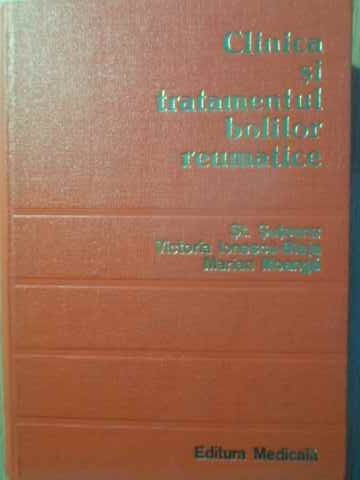 Clinica
și
tratamentul
bolilor
reumatice
Șt. Șuțeanu
Victoria Ionescu-Blaja
Marian Moangă
Editura Medicală